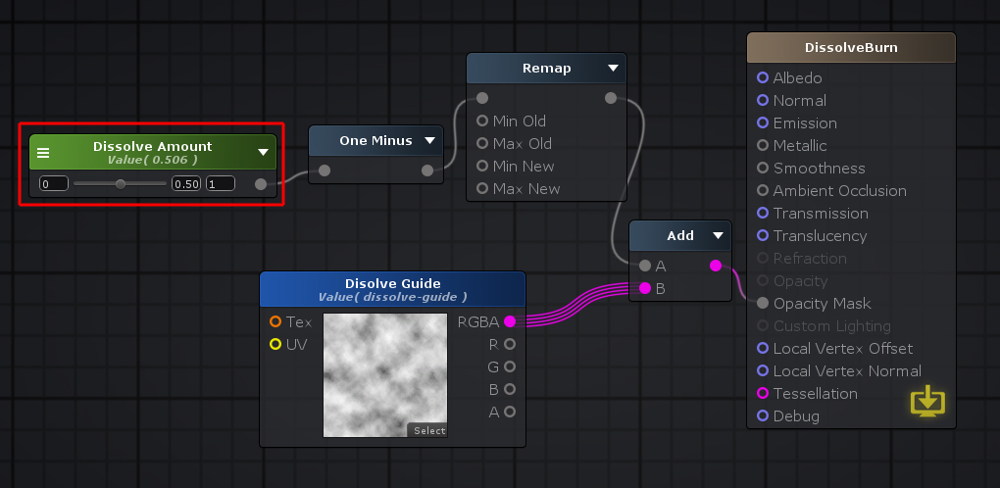 Dissolve Amount
Value( 0.506 )
0
0.50
1
One Minus
Remap
Min Old
Max Old
Min New
Max New
Add
A
B
Disolve Guide
Value( dissolve-guide )
Tex
UV
RGBA
R
G
B
A
Select
DissolveBurn
Albedo
Normal
Emission
Metallic
Smoothness
Ambient Occlusion
Transmission
Translucency
Refraction
Opacity
Opacity Mask
Custom Lighting
Local Vertex Offset
Local Vertex Normal
Tessellation
Debug